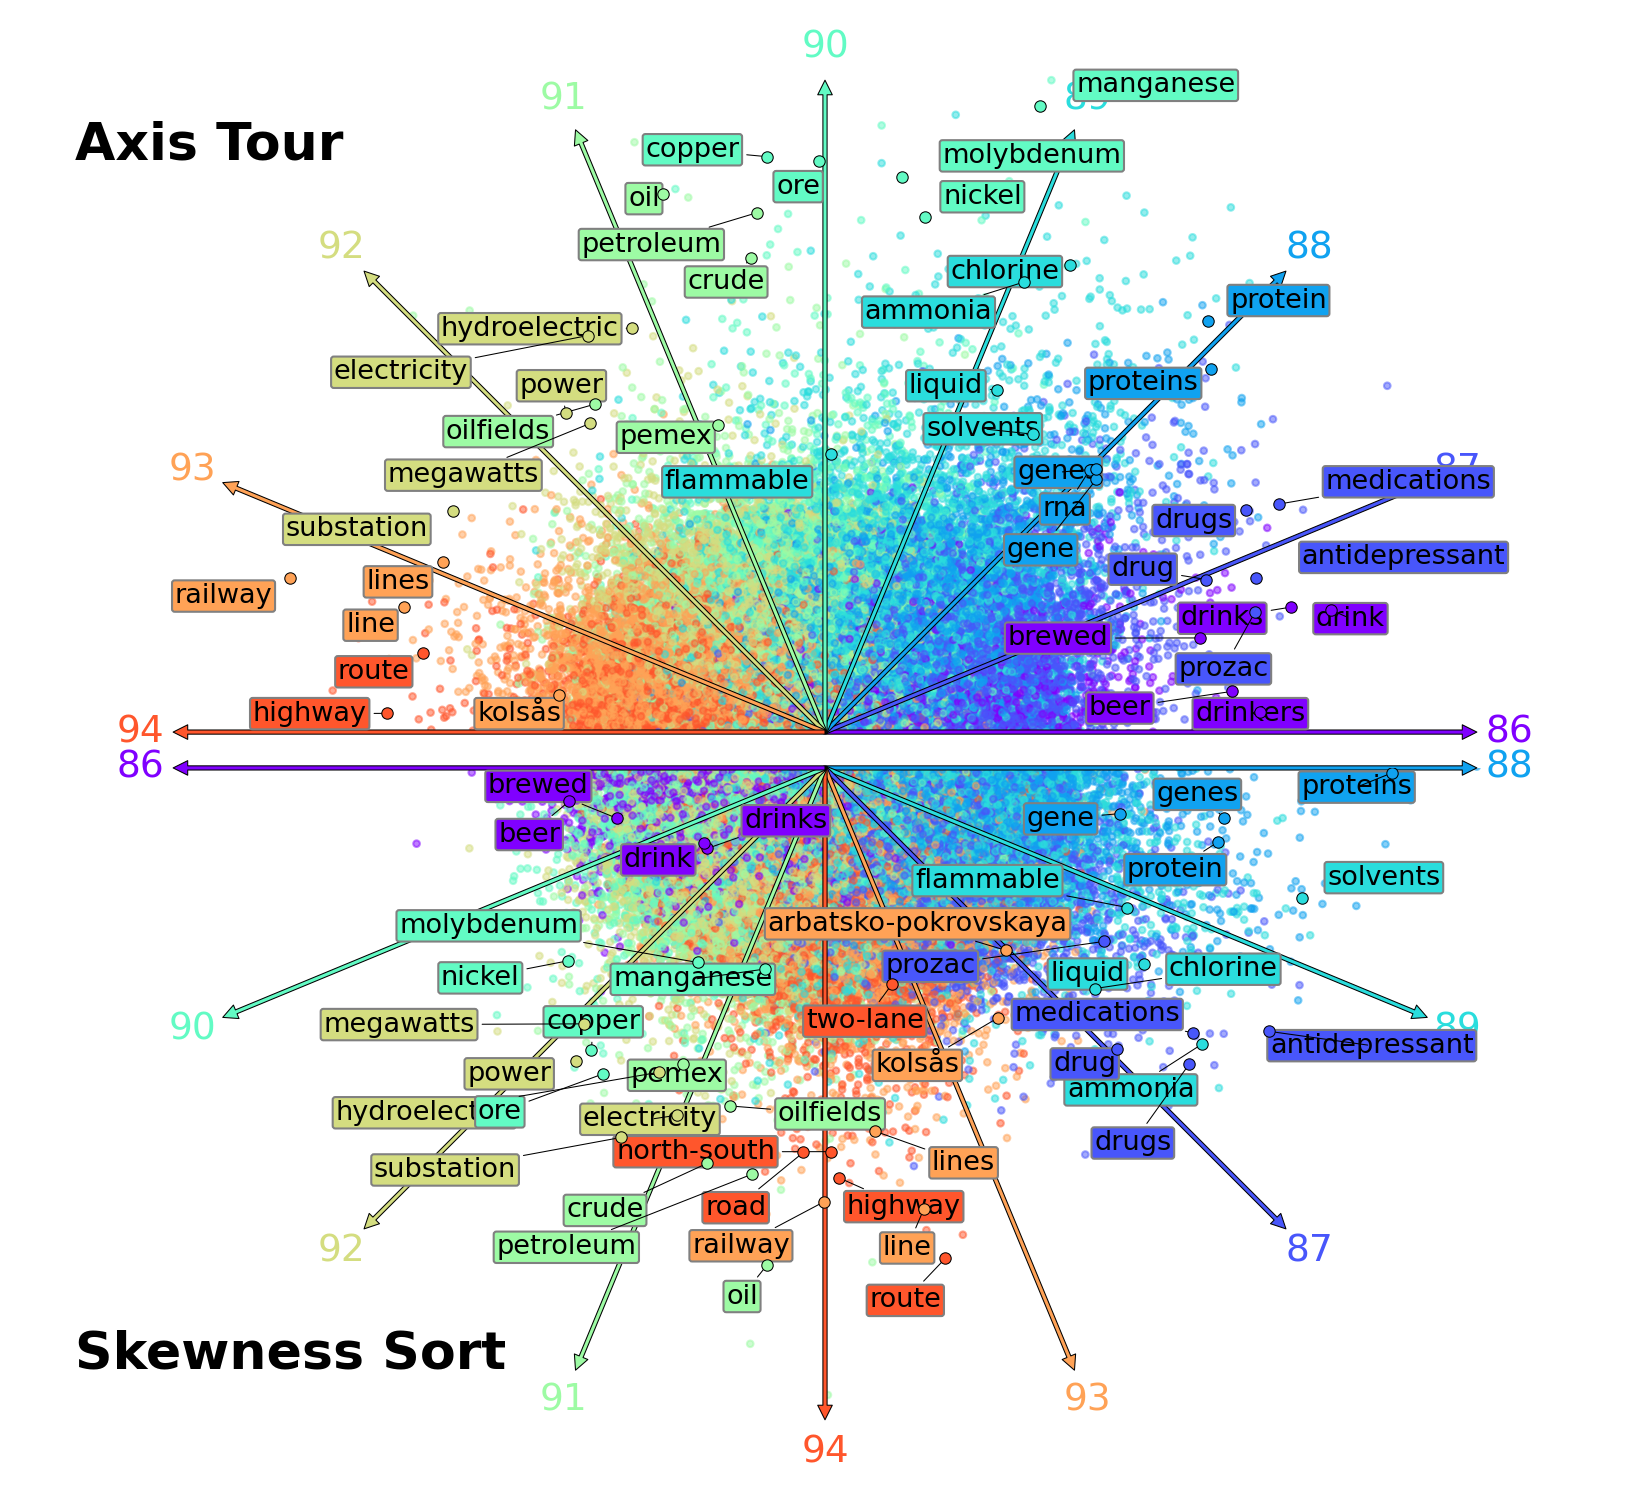 90
manganese
91
89
Axis Tour
copper
molybdenum
ore
oil
nickel
petroleum
92
88
crude
chlorine
protein
ammonia
hydroelectric
electricity
power
liquid
proteins
oilfields
pemex
solvents
93
87
megawatts
flammable
genes
medications
rna
substation
drugs
gene
antidepressant
lines
drug
railway
line
drinks
drink
brewed
route
prozac
highway
kolsås
beer
drinkers
94
86
86
88
brewed
genes
proteins
beer
drinks
gene
drink
protein
flammable
solvents
molybdenum
arbatsko-pokrovskaya
nickel
manganese
prozac
liquid
chlorine
90
megawatts
copper
two-lane
medications
89
antidepressant
power
pemex
kolsås
drug
ammonia
hydroelect
ore
electricity
oilfields
drugs
north-south
substation
lines
crude
road
highway
92
petroleum
railway
line
87
oil
route
Skewness Sort
91
93
94